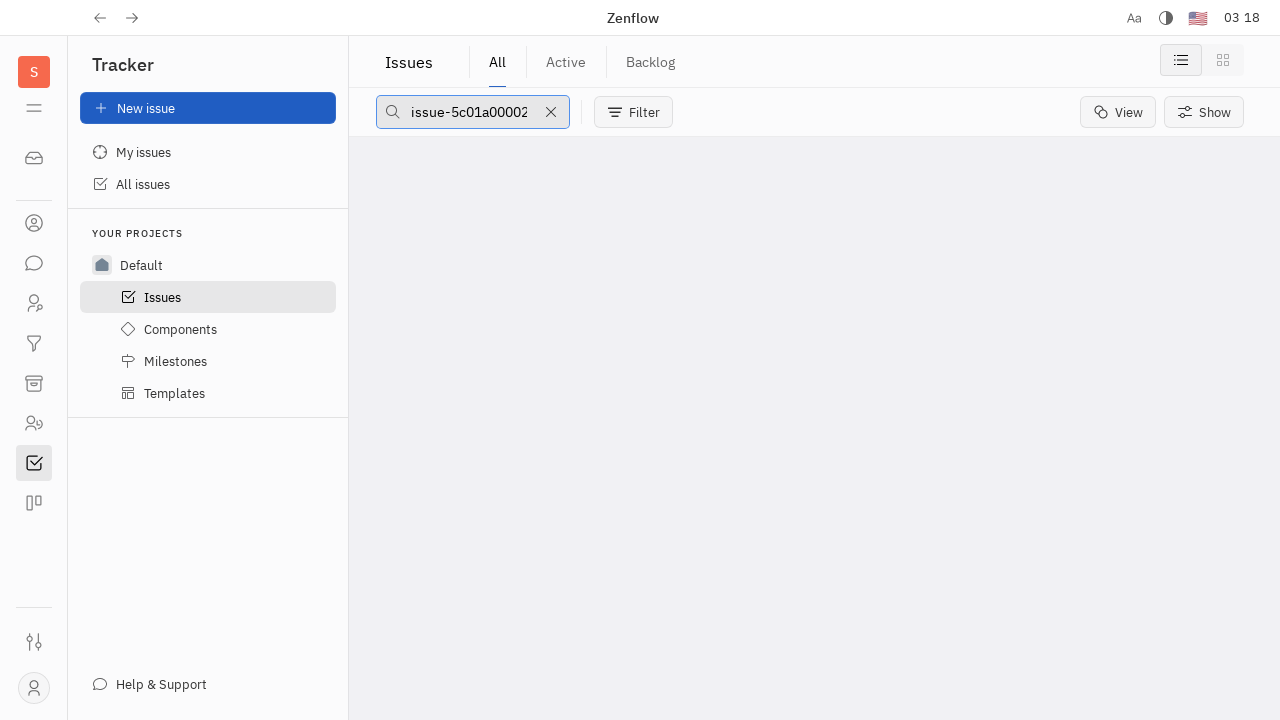 Zenflow
Aa
03 18
S
Tracker
New issue
My issues
All issues
YOUR PROJECTS
Default
Issues
Components
Milestones
Templates
Help & Support
Issues
All
Active
Backlog
issue-5c01a00002
Filter
View
Show